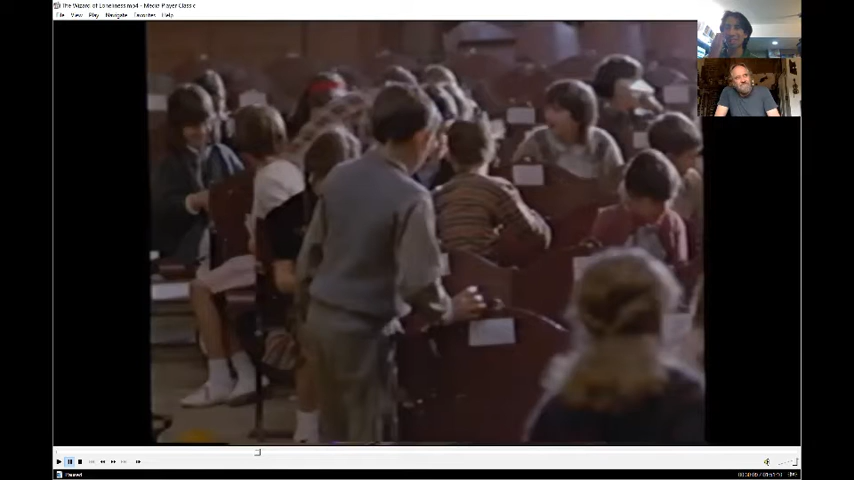 The Wizard of Loneliness.mp4 - Media Player Classic
File View Play Navigate Favorites Help
Paused